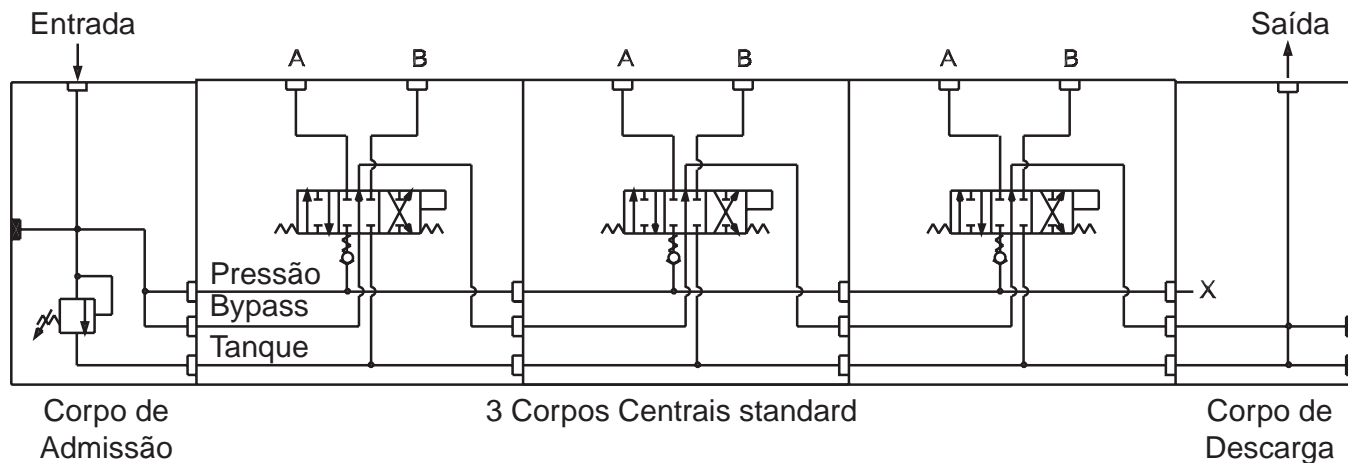 Entrada
Saída
A
B
A
B
A
B
Pressão
Bypass
Tanque
X
Corpo de
Admissão
3 Corpos Centrais standard
Corpo de
Descarga